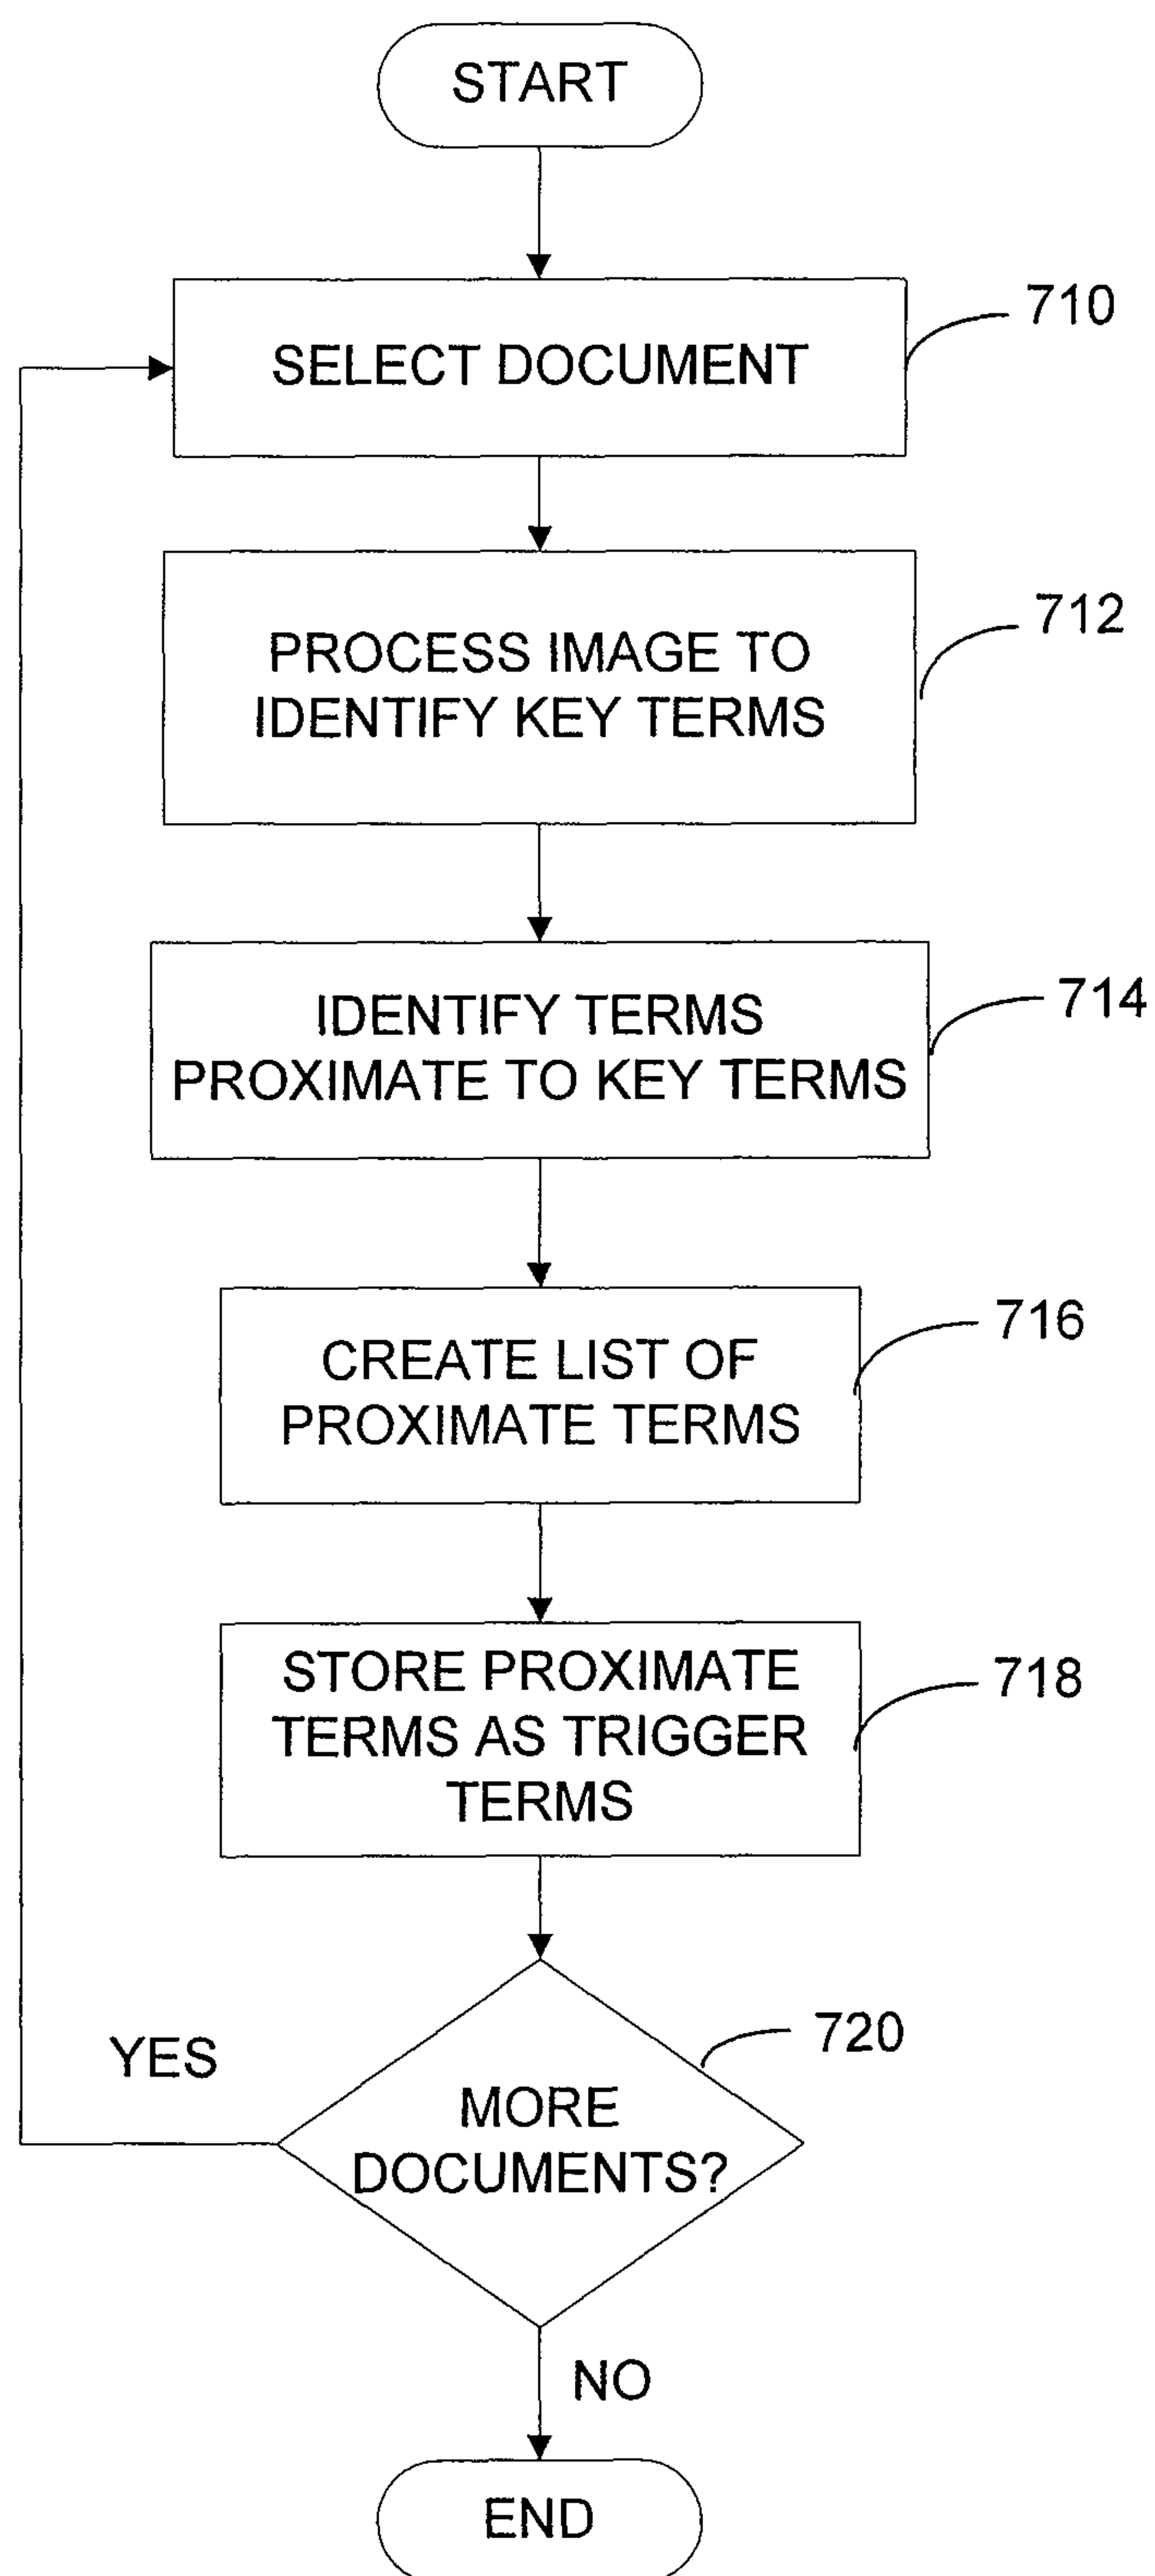 START
SELECT DOCUMENT
710
PROCESS IMAGE TO
IDENTIFY KEY TERMS
712
IDENTIFY TERMS
PROXIMATE TO KEY TERMS
714
CREATE LIST OF
PROXIMATE TERMS
716
STORE PROXIMATE
TERMS AS TRIGGER
TERMS
718
YES
720
MORE
DOCUMENTS?
NO
END